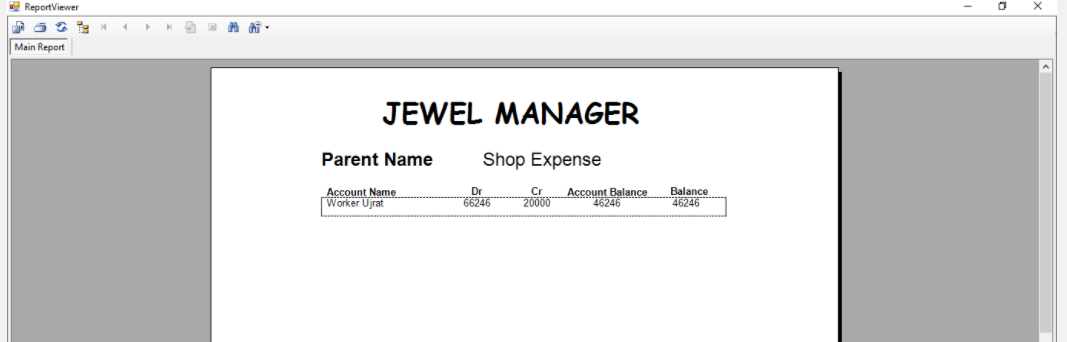 ReportViewer
Main Report
JEWEL MANAGER
Parent Name Shop Expense
Account Name Dr Cr Account Balance Balance
Worker Ujrat 66246 20000 46246 46246